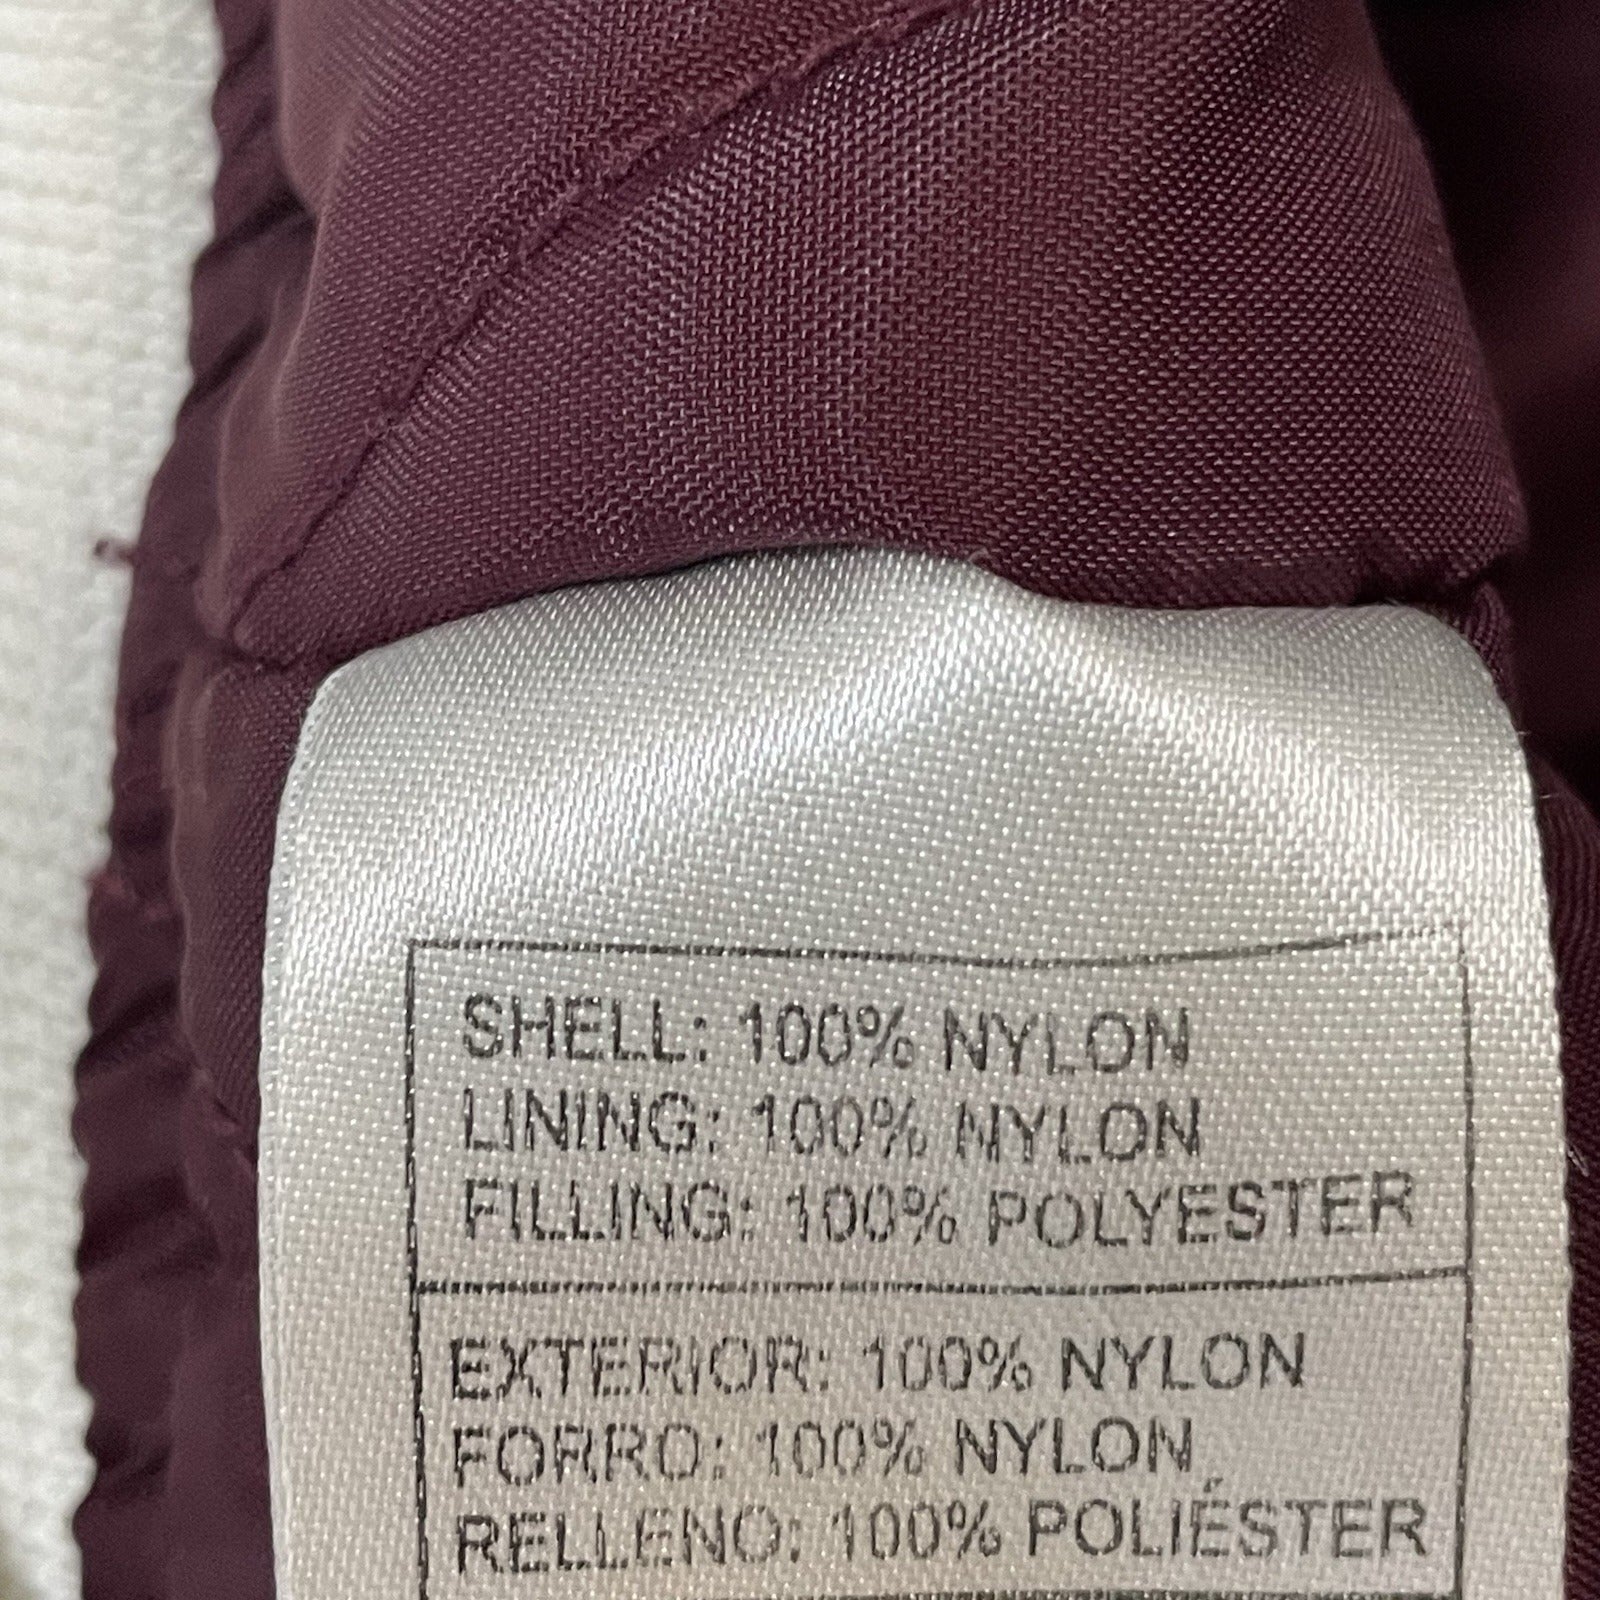 SHELL: 100% NYLON
LINING: 100% NYLON
FILLING: 100% POLYESTER
EXTERIOR: 100% NYLON
FORRO: 100% NYLON
RELLENO: 100% POLIÉSTER